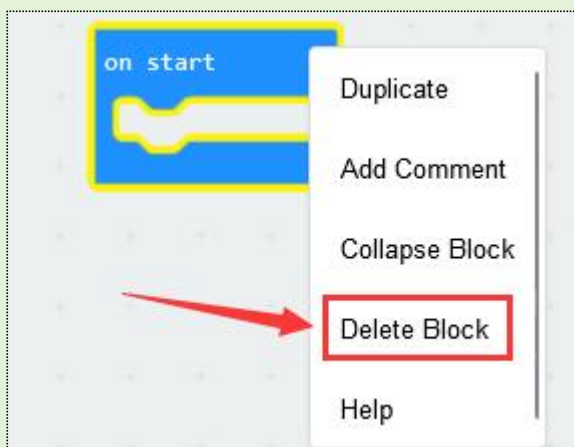 on start
Duplicate
Add Comment
Collapse Block
Delete Block
Help